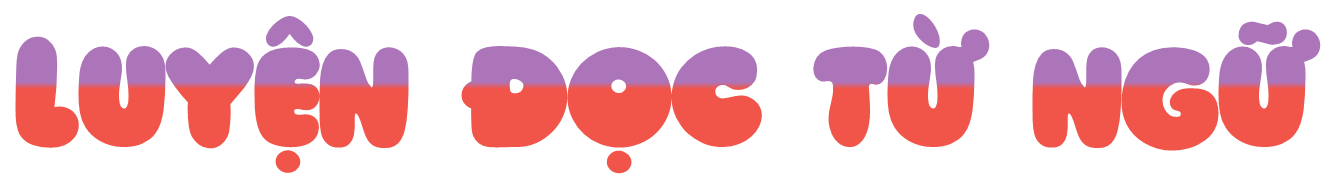 LUYỆN ĐỌC TỪ NGỮ